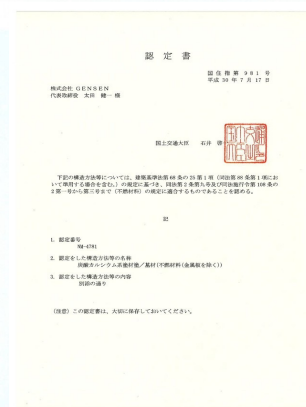 認定書
国住指第981号
平成30年7月17日
株式会社 GENSEN
代表取締役 太田 健一 様
国土交通大臣 石井 啓
下記の構造方法等については、建築基準法第68条の25第1項(同法第88条第1項にお
いて準用する場合を含む。)の規定に基づき、同法第2条第九号及び同法施行令第108条の
2第一号から第三号まで(不燃材料)の規定に適合するものであることを認める。
記
1. 認定番号
NM-4791
2. 認定をした構造方法等の名称
炭酸カルシウム系塗材塗/基材(不燃材料(金属板を除く))
3. 認定をした構造方法等の内容
別添の通り
(注意)この認定書は、大切に保存しておいてください。